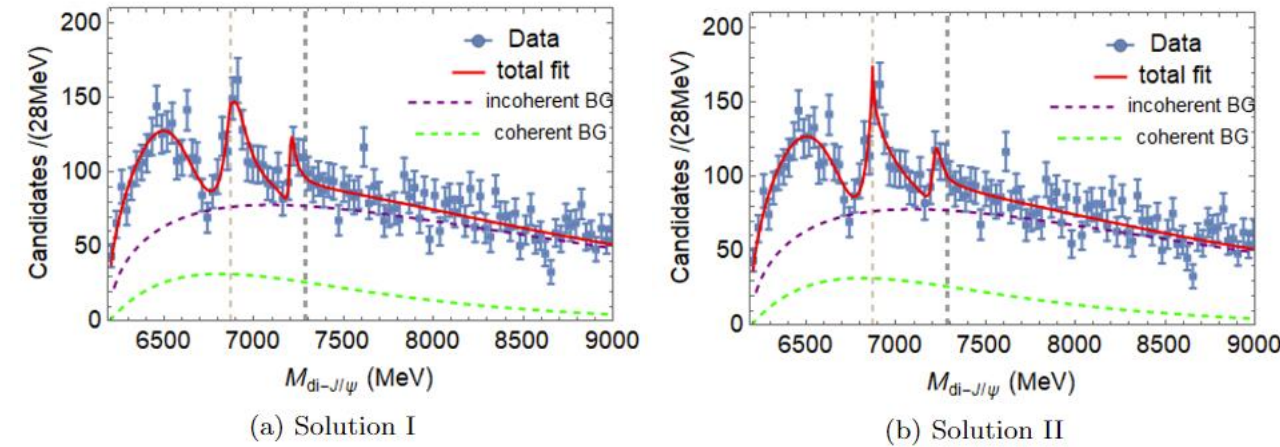 200
150
100
50
0
Candidates /(28MeV)
Data
total fit
incoherent BG
coherent BG
6500 7000 7500 8000 8500 9000
M di-J/ψ (MeV)
(a) Solution I
200
150
100
50
0
Candidates /(28MeV)
Data
total fit
incoherent BG
coherent BG
6500 7000 7500 8000 8500 9000
M di-J/ψ (MeV)
(b) Solution II